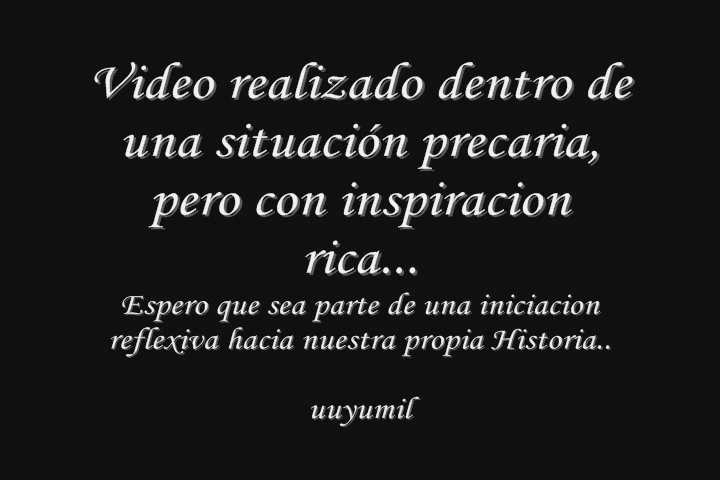 Video realizado dentro de
una situación precaria,
pero con inspiracion
rica...
Espero que sea parte de una iniciacion
reflexiva hacia nuestra propia Historia..
uuyumil